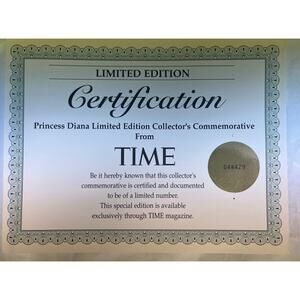 LIMITED EDITION
Certification
Princess Diana Limited Edition Collector's Commemorative
From
TIME
044429
Be it hereby known that this collector's
commemorative is certified and documented
to be of a limited number.
This special edition is available
exclusively through TIME magazine.